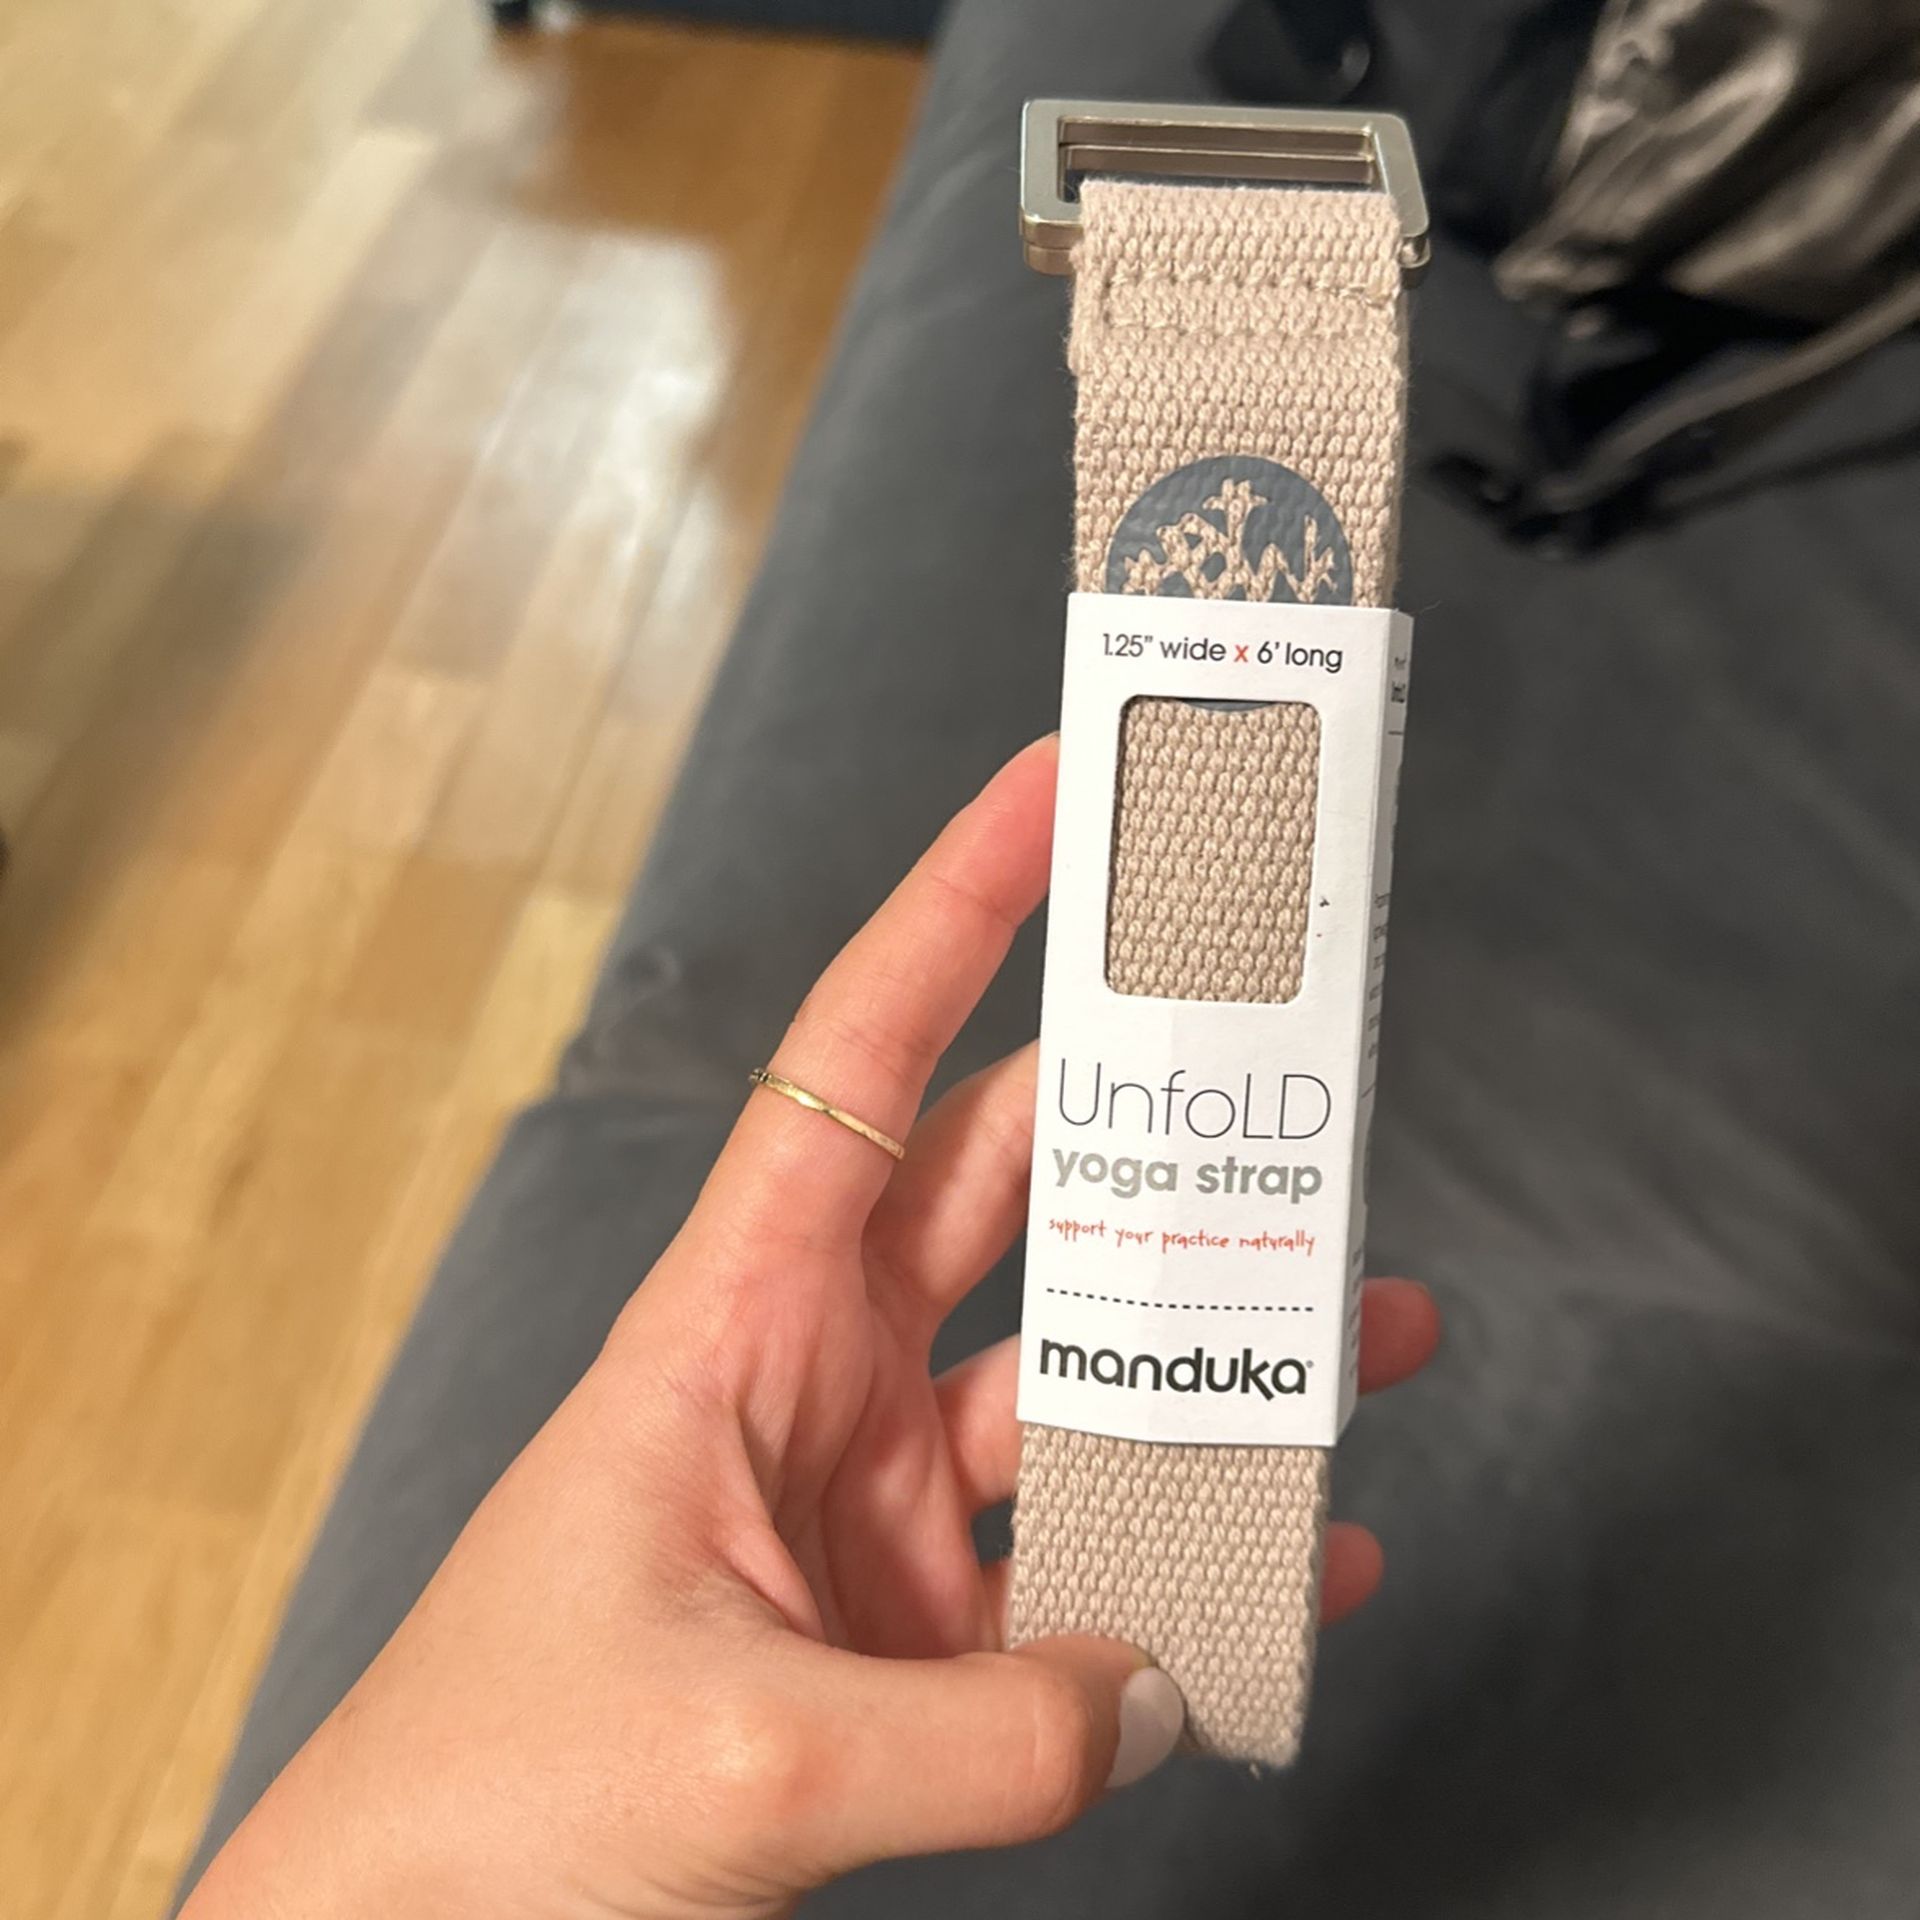 1.25” wide x 6' long
UnfoLD
yoga strap
support your practice naturally
manduka®